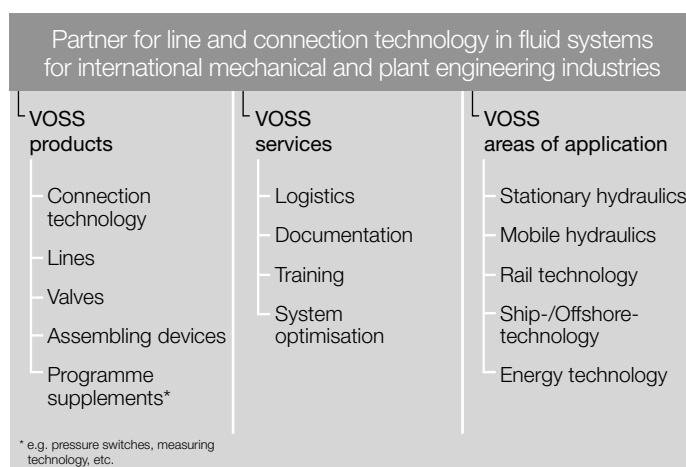 Partner for line and connection technology in fluid systems
for international mechanical and plant engineering industries
VOSS
products
Connection
technology
Lines
Valves
Assembling devices
Programme
supplements*
* e.g. pressure switches, measuring
technology, etc.
VOSS
services
Logistics
Documentation
Training
System
optimisation
VOSS
areas of application
Stationary hydraulics
Mobile hydraulics
Rail technology
Ship-/Offshore-
technology
Energy technology